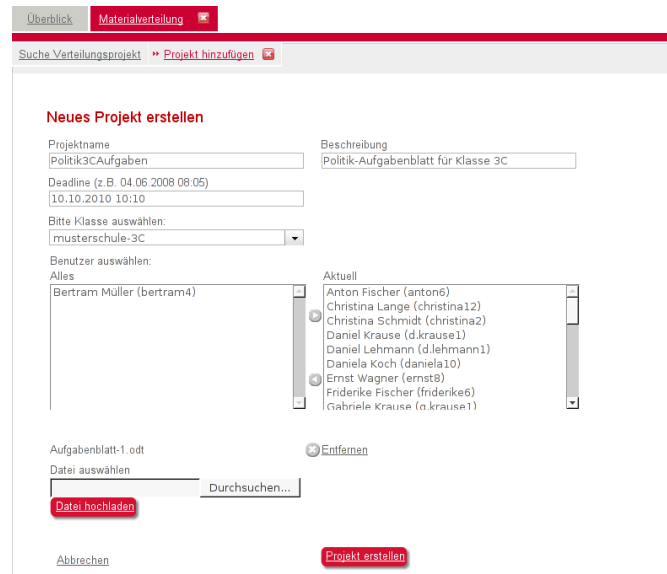 Überblick
Materialverteilung
Suche Verteilungsprojekt
Projekt hinzufügen
Neues Projekt erstellen
Projektname
Beschreibung
Politik3CAufgaben
Politik-Aufgabenblatt für Klasse 3C
Deadline (z.B. 04.06.2008 08:05)
10.10.2010 10:10
Bitte Klasse auswählen:
musterschule-3C
Benutzer auswählen:
Alles
Aktuell
Bertram Müller (bertram4)
Anton Fischer (anton6)
Christina Lange (christina12)
Christina Schmidt (christina2)
Daniel Krause (d.krause1)
Daniel Lehmann (d.lehmann1)
Daniela Koch (daniela10)
Ernst Wagner (ernst8)
Friderike Fischer (friderike6)
Gabriele Krause (g.krause1)
Aufgabenblatt-1.odt
Entfernen
Datei auswählen
Durchsuchen...
Datei hochladen
Abbrechen
Projekt erstellen